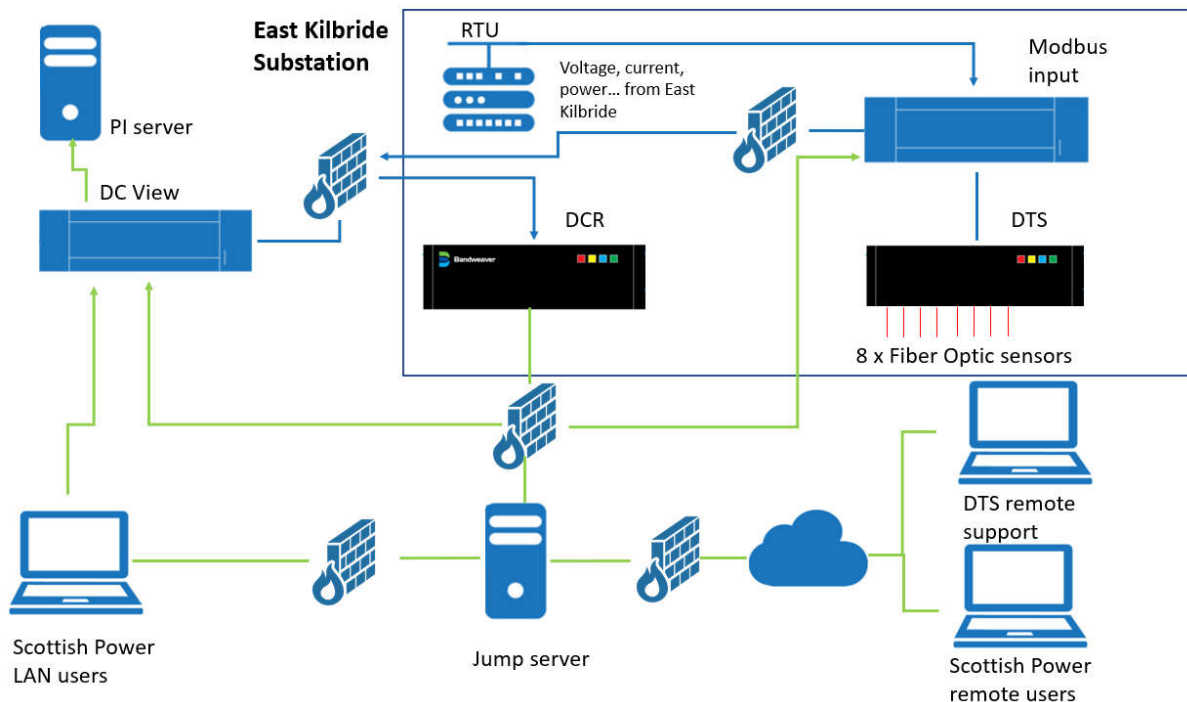 East Kilbride
Substation
RTU
Modbus
input
Voltage, current,
power... from East
Kilbride
PI server
DC View
DCR
DTS
Bandweaver
8 x Fiber Optic sensors
DTS remote
support
Scottish Power
LAN users
Jump server
Scottish Power
remote users